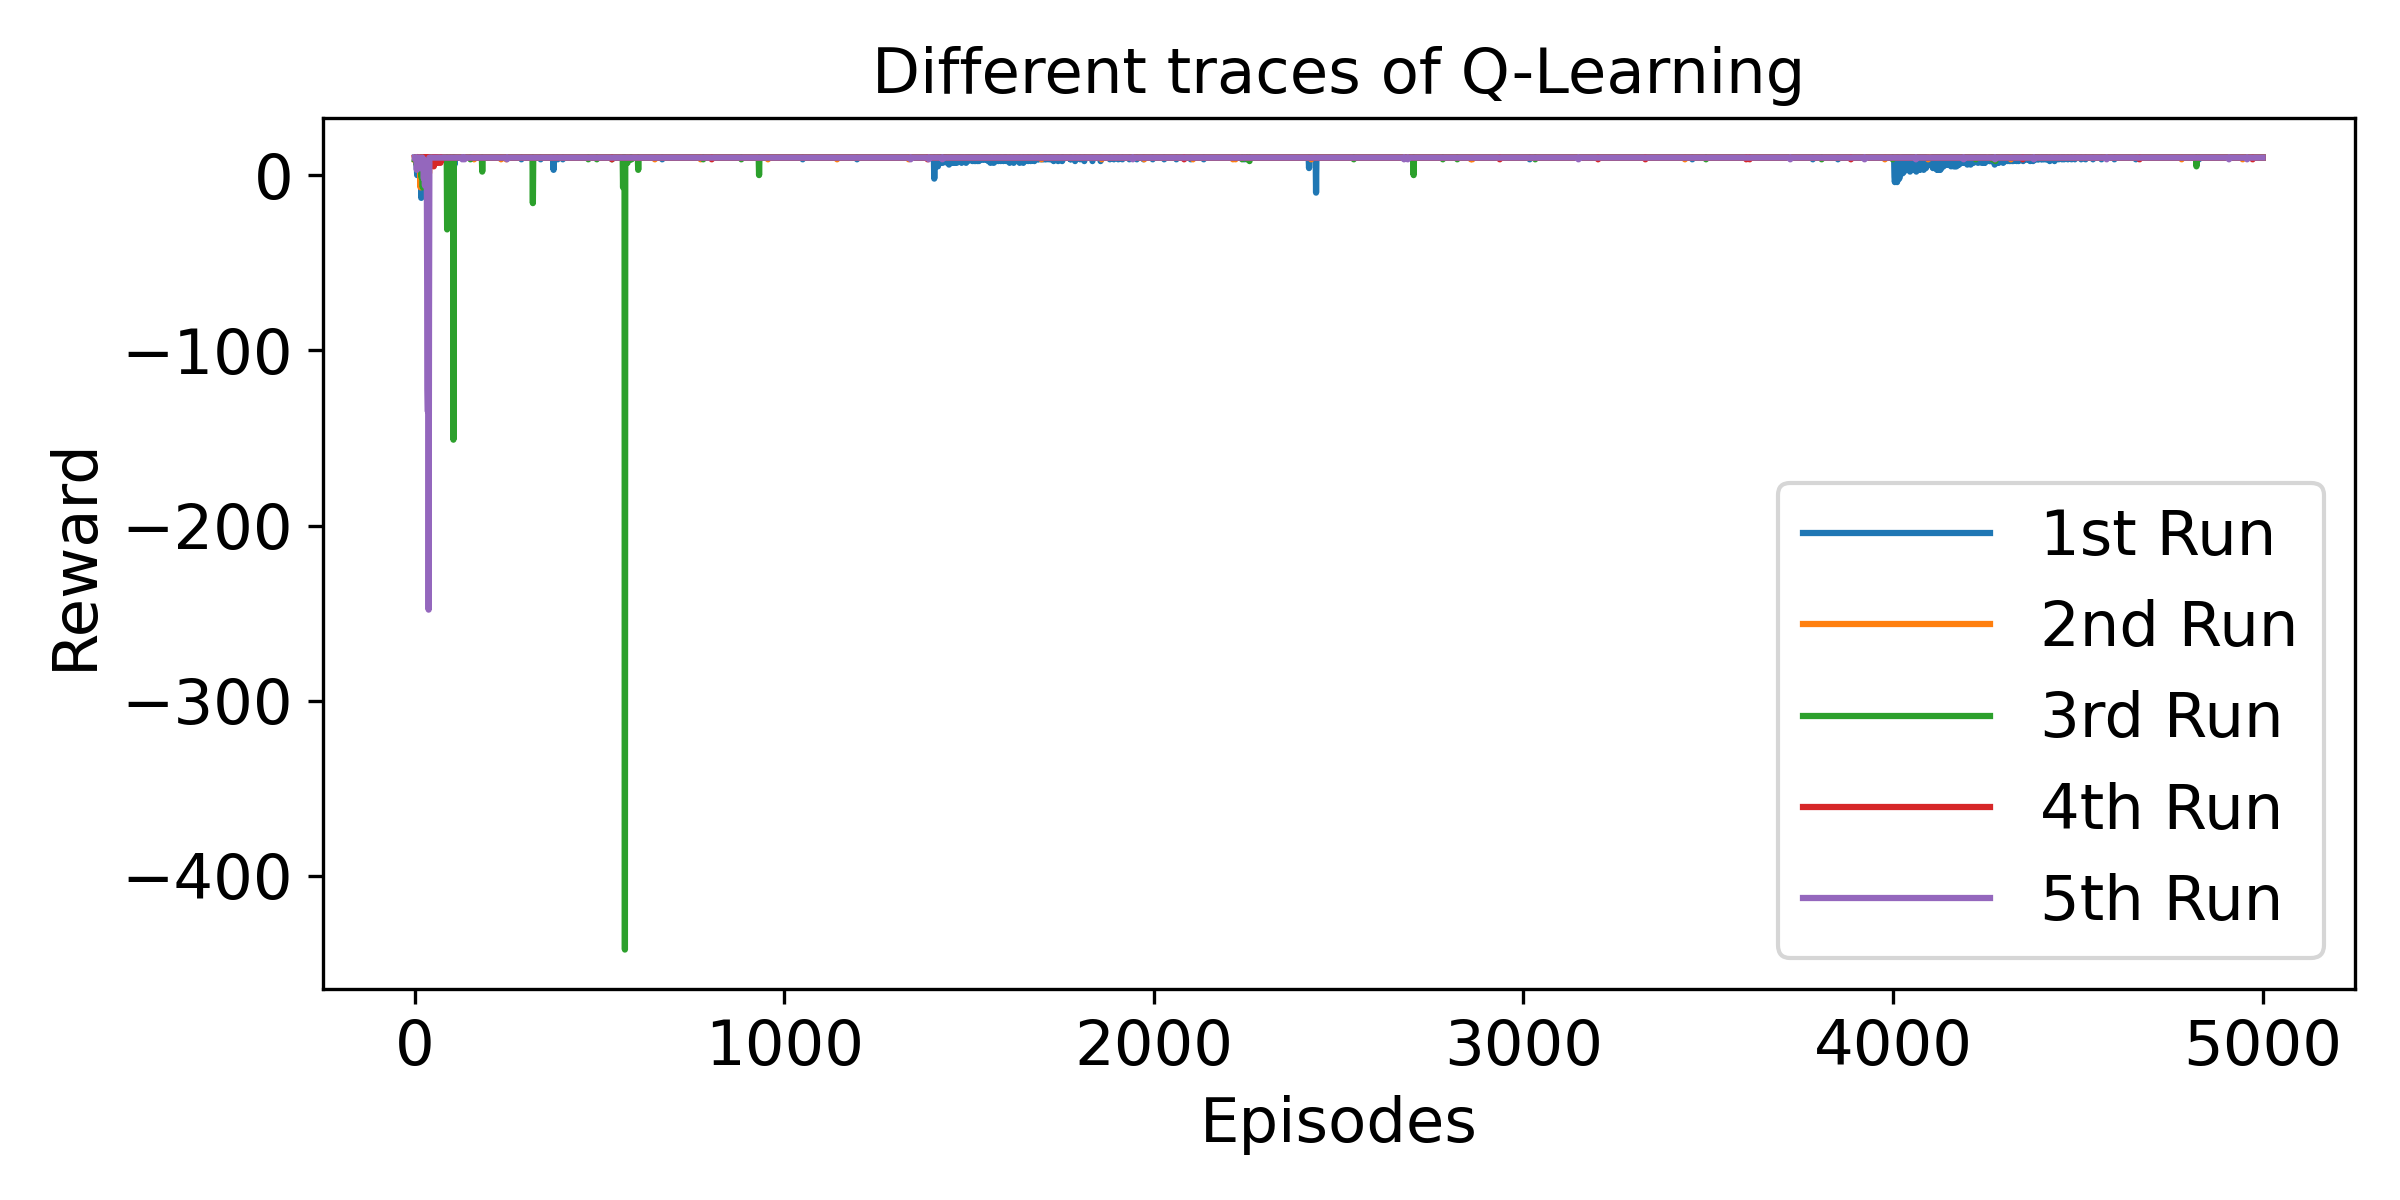 Different traces of Q-Learning
0
−100
−200
−300
−400
Reward
1st Run
2nd Run
3rd Run
4th Run
5th Run
0 1000 2000 3000 4000 5000
Episodes